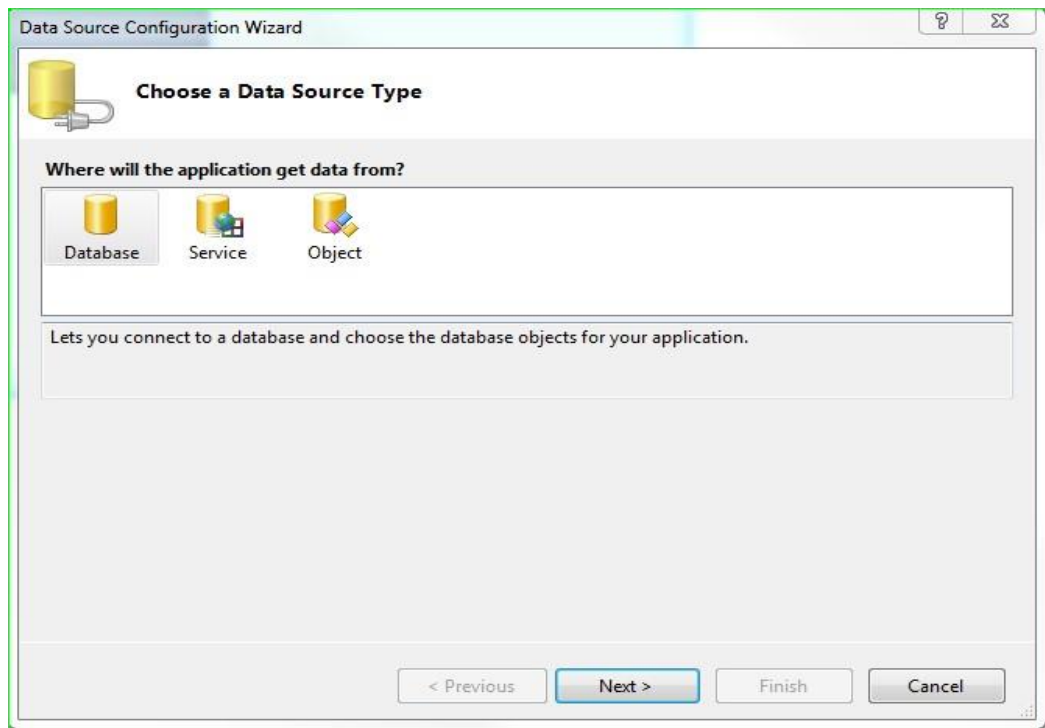 Data Source Configuration Wizard
Choose a Data Source Type
Where will the application get data from?
Database Service Object
Lets you connect to a database and choose the database objects for your application.
< Previous Next > Finish Cancel